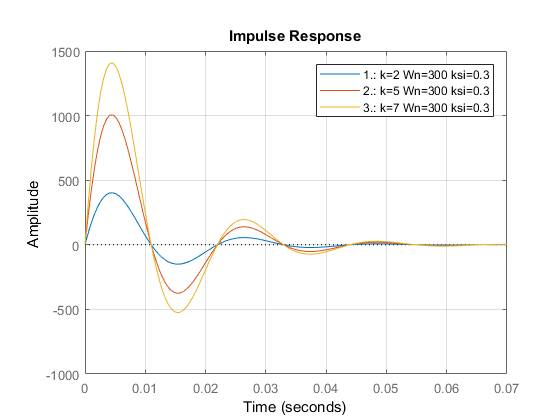 Impulse Response
1500
1000
500
0
-500
-1000
Amplitude
1.: k=2 Wn=300 ksi=0.3
2.: k=5 Wn=300 ksi=0.3
3.: k=7 Wn=300 ksi=0.3
0 0.01 0.02 0.03 0.04 0.05 0.06 0.07
Time (seconds)